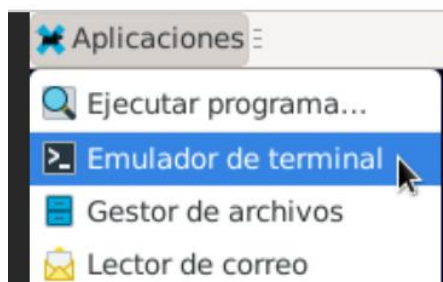 Aplicaciones
Ejecutar programa...
Emulador de terminal
Gestor de archivos
Lector de correo